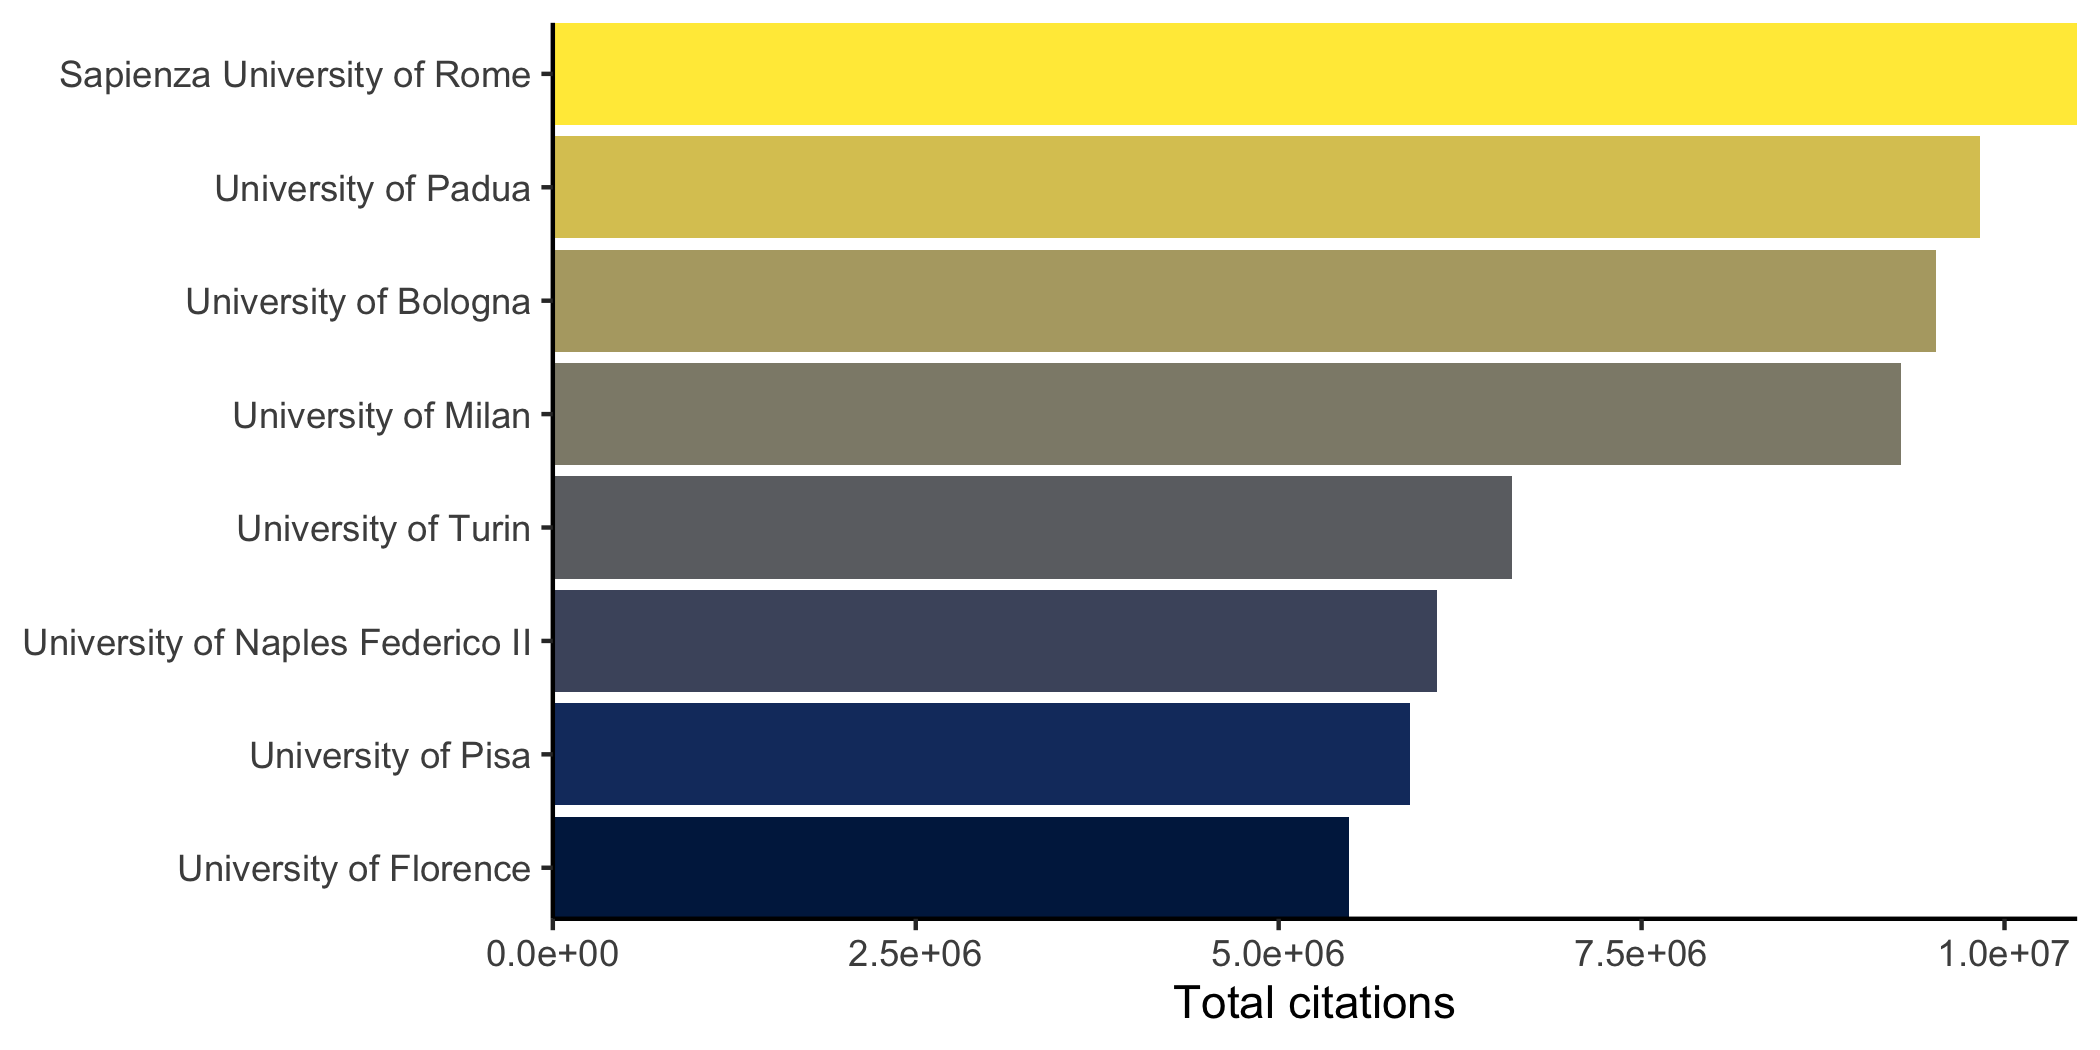 Sapienza University of Rome
University of Padua
University of Bologna
University of Milan
University of Turin
University of Naples Federico II
University of Pisa
University of Florence
0.0e+00 2.5e+06 5.0e+06 7.5e+06 1.0e+07
Total citations